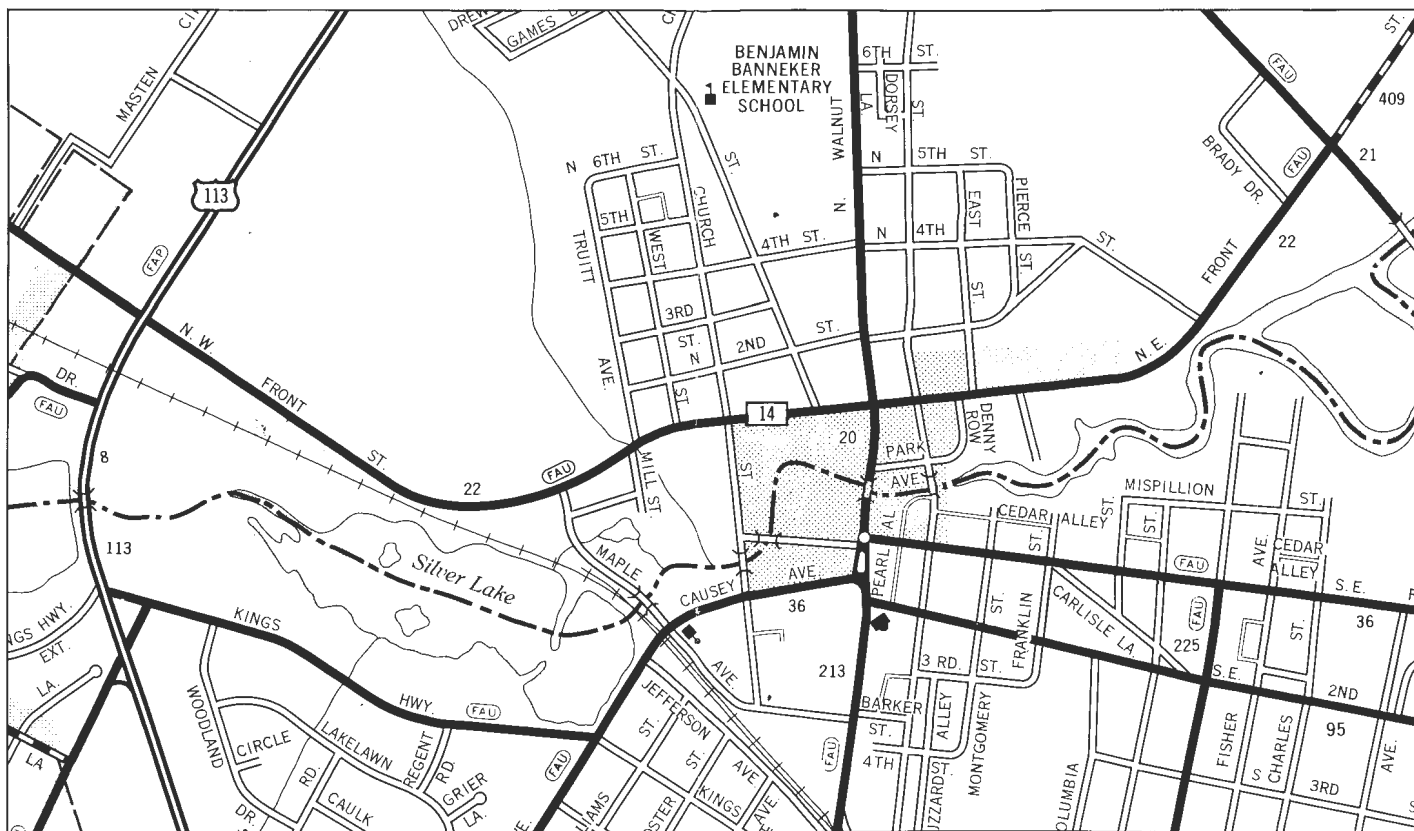 MASTEN
113
FAP
N. W.
FRONT
ST.
DR.
FAU
8
113
KINGS
HWY.
FAU
EXT.
LA.
LA
WOODLAND
DR.
CIRCLE
LAKELAWN
RD.
CAULK
REGENT
RD.
GRIER
LA.
Silver Lake
22
FAU
MAPLE
AVE
MILL ST.
GAMES
BENJAMIN
BANNEKER
ELEMENTARY
SCHOOL
N 6TH ST.
5TH
WEST
CHURCH
ST.
TRUITT
AVE.
4TH ST.
3RD
ST.
N 2ND ST.
ST.
ST
14
N. WALNUT
6TH ST.
DORSEY
LA
ST.
N 5TH ST.
N 4TH ST.
EAST
ST.
PIERCE
ST.
BRADY DR.
FAU
FAU
409
ST.
21
22
N.E.
FRONT
20
PARK
AVE
DENNY
ROW
CAUSEY
AVE
36
PEARL AL
213
CEDAR ALLEY
ST.
MISPILLION
ST.
ST.
ST.
AVE.
CEDAR
ALLEY
ST.
FAU
FAU
225
S.E.
36
S.E.
2ND
95
CARLISLE LA
FRANKLIN
ST.
3 RD. ST.
MONTGOMERY
ALLEY
BARKER
ST.
4TH ST.
FAU
FAU
JEFFERSON
AVE
ST.
ST.
KINGS
AVE.
FISHER
CHARLES
S 3RD
AVE.